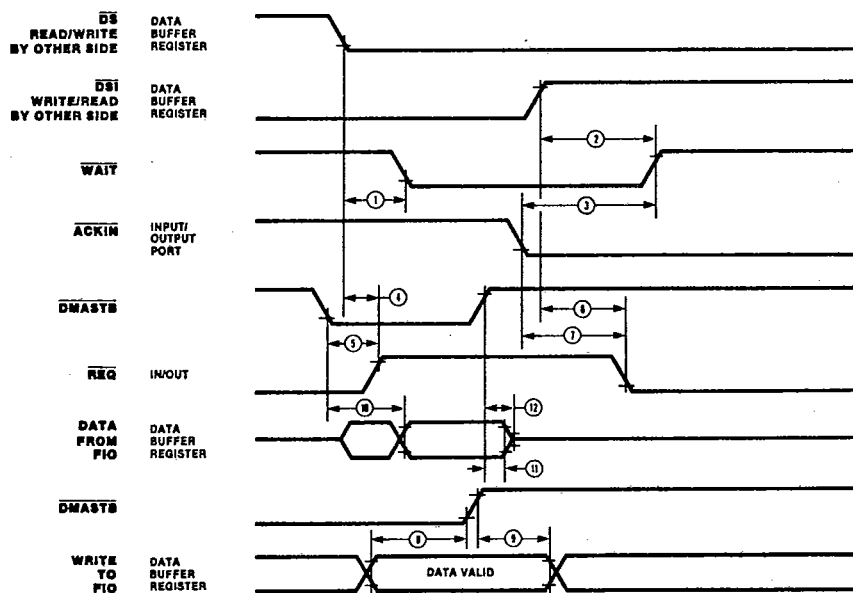 DS DATA
READ/WRITE BUFFER
BY OTHER SIDE REGISTER
DSI DATA
WRITE/READ BUFFER
BY OTHER SIDE REGISTER
2
WAIT
1
3
ACKIN INPUT/
OUTPUT
PORT
4
DMASTB
6
5
7
REQ IN/OUT
10
12
DATA DATA
FROM BUFFER
FIO REGISTER
11
DMASTB
8
9
WRITE DATA
TO BUFFER DATA VALID
FIO REGISTER